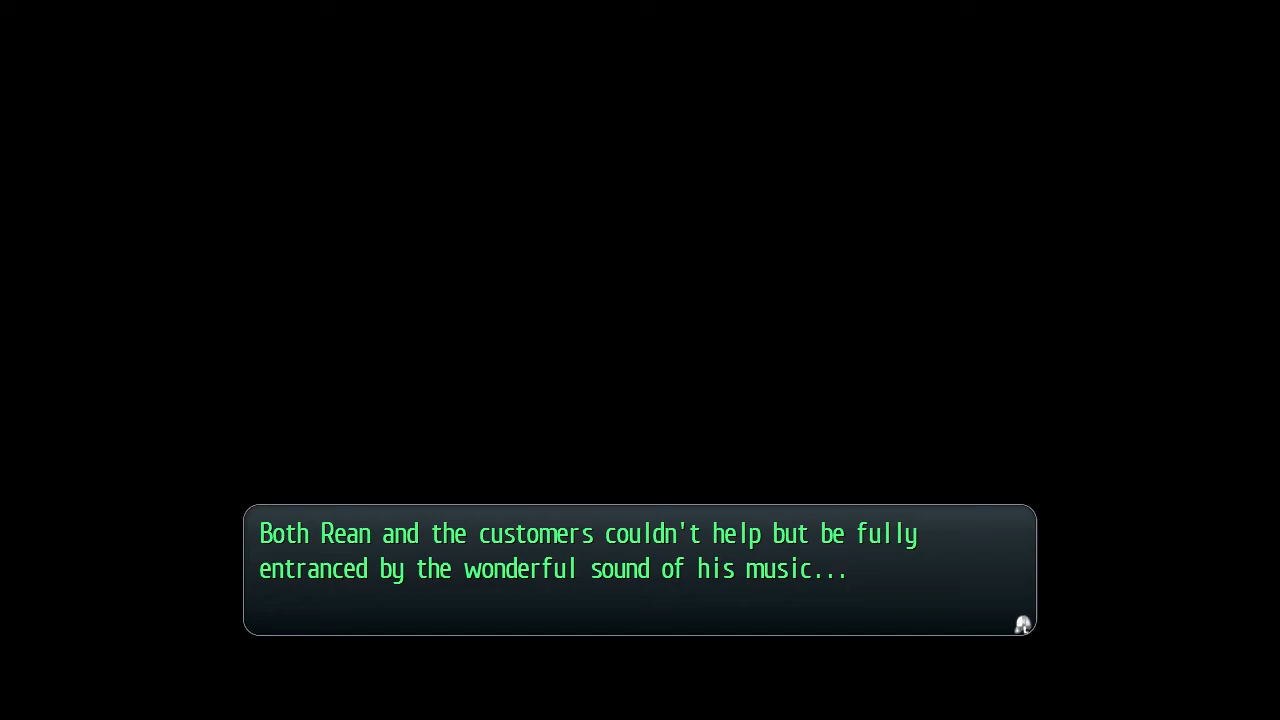 Both Rean and the customers couldn't help but be fully
entranced by the wonderful sound of his music...